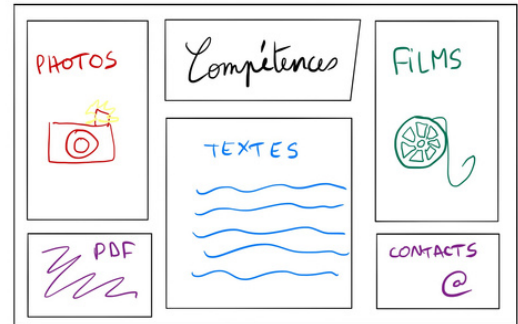 PHOTOS
Compétences
FiLMS
TEXTES
PDF
CONTACTS
@